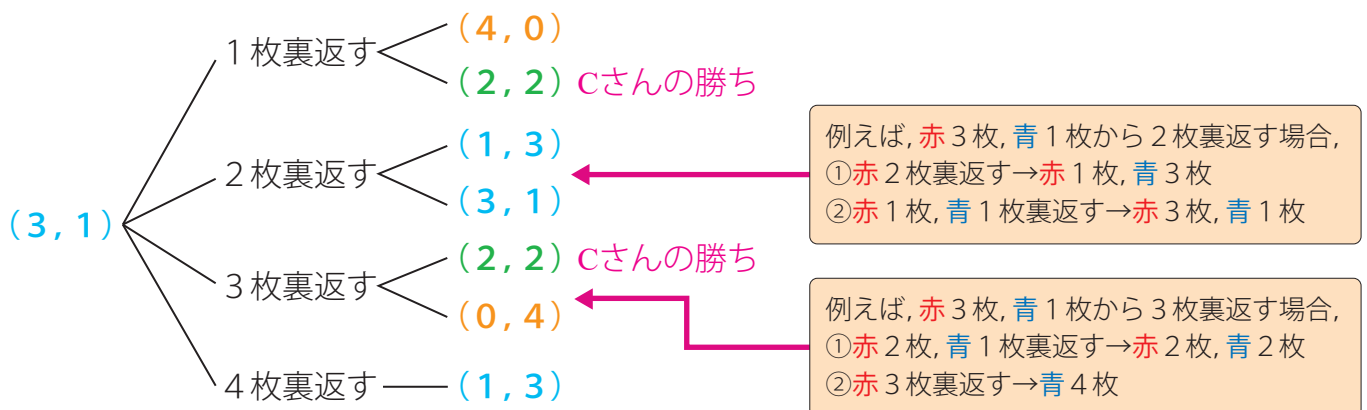 (3, 1)
1枚裏返す
(4, 0)
(2, 2) Cさんの勝ち
2枚裏返す
(1, 3)
(3, 1)
3枚裏返す
(2, 2) Cさんの勝ち
(0, 4)
4枚裏返す
(1, 3)
例えば, 赤3枚, 青1枚から2枚裏返す場合,
①赤2枚裏返す→赤1枚, 青3枚
②赤1枚, 青1枚裏返す→赤3枚, 青1枚
例えば, 赤3枚, 青1枚から3枚裏返す場合,
①赤2枚, 青1枚裏返す→赤2枚, 青2枚
②赤3枚裏返す→青4枚